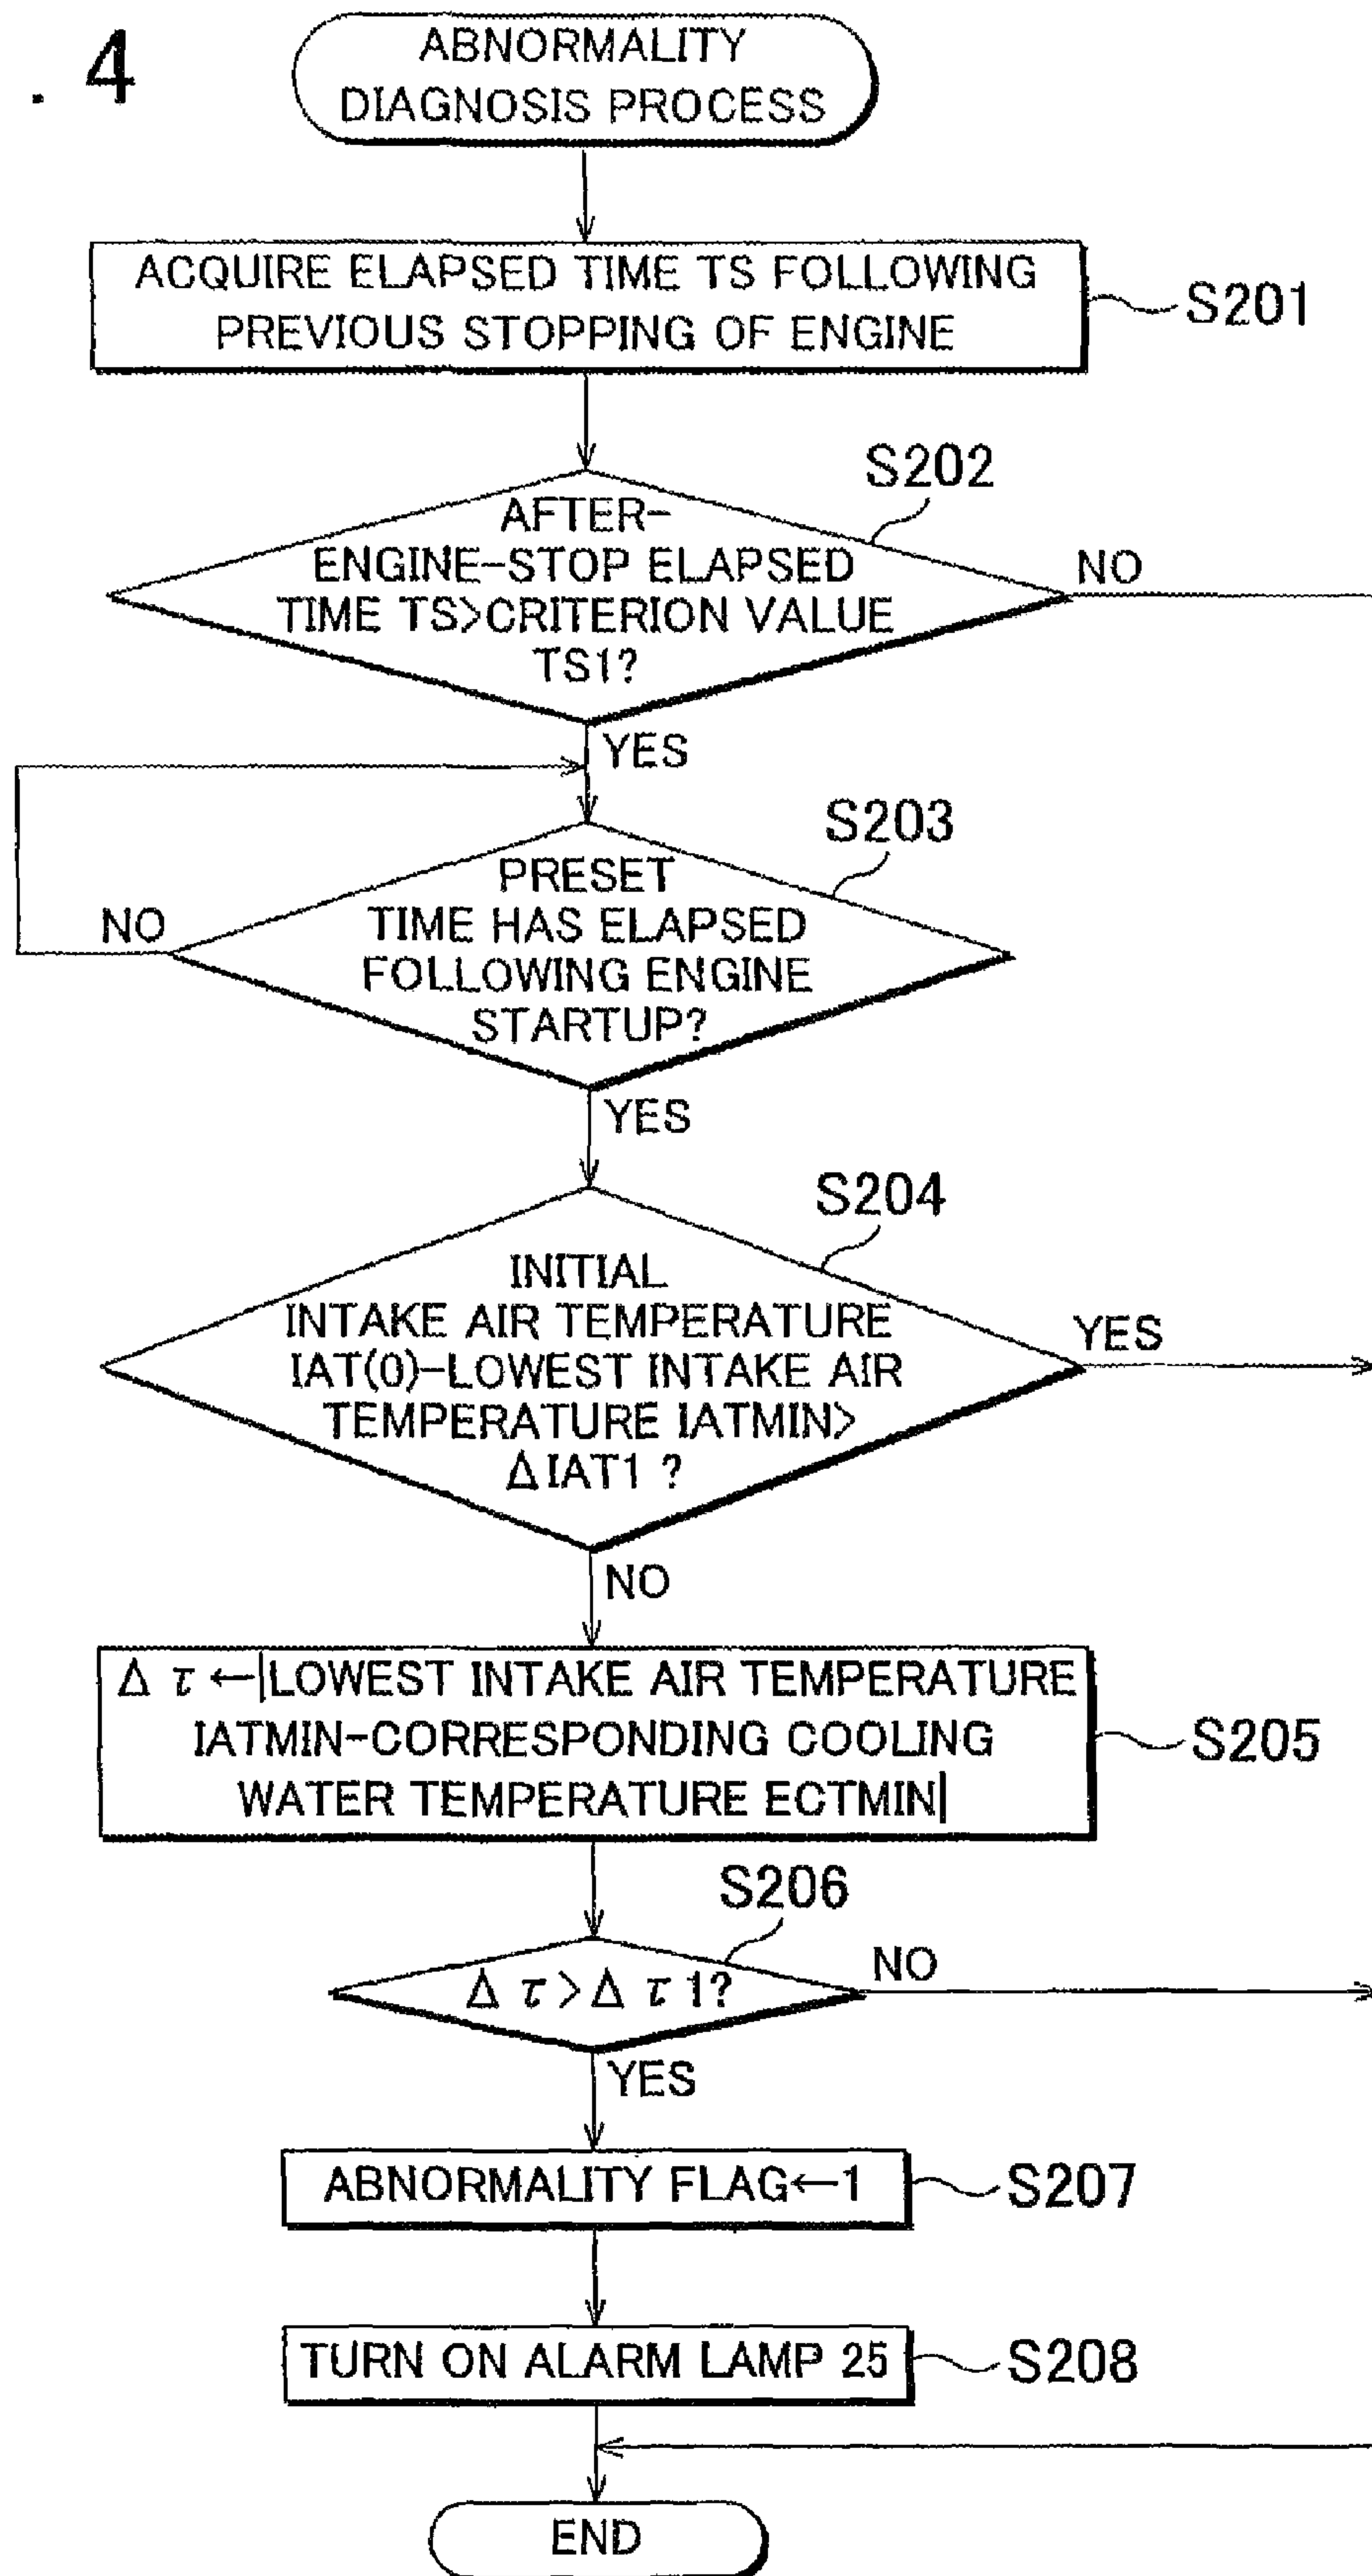 . 4
ABNORMALITY
DIAGNOSIS PROCESS
ACQUIRE ELAPSED TIME TS FOLLOWING
PREVIOUS STOPPING OF ENGINE
S201
S202
AFTER-
ENGINE-STOP ELAPSED
TIME TS>CRITERION VALUE
TS1?
NO
YES
S203
PRESET
TIME HAS ELAPSED
FOLLOWING ENGINE
STARTUP?
NO
YES
S204
INITIAL
INTAKE AIR TEMPERATURE
IAT(0)-LOWEST INTAKE AIR
TEMPERATURE IATMIN>
ΔIAT1 ?
YES
NO
Δ τ ←|LOWEST INTAKE AIR TEMPERATURE
IATMIN-CORRESPONDING COOLING
WATER TEMPERATURE ECTMIN|
S205
S206
Δ τ > Δ τ 1?
NO
YES
ABNORMALITY FLAG←1
S207
TURN ON ALARM LAMP 25
S208
END